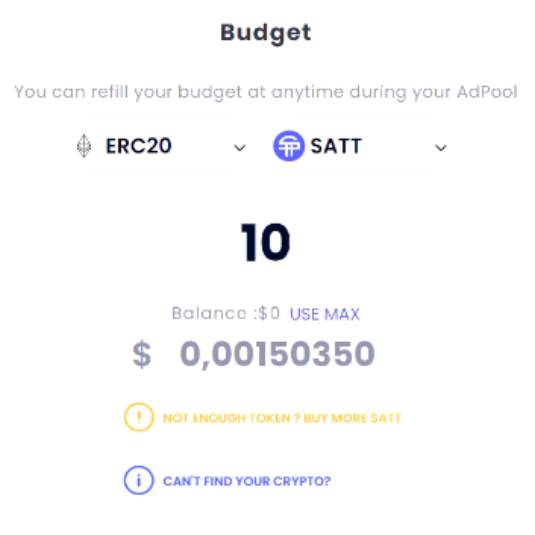 Budget
You can refill your budget at anytime during your AdPool
ERC20 SATT
10
Balance :$0 USE MAX
$ 0,00150350
NOT ENOUGH TOKEN ? BUY MORE SATT
CAN'T FIND YOUR CRYPTO?